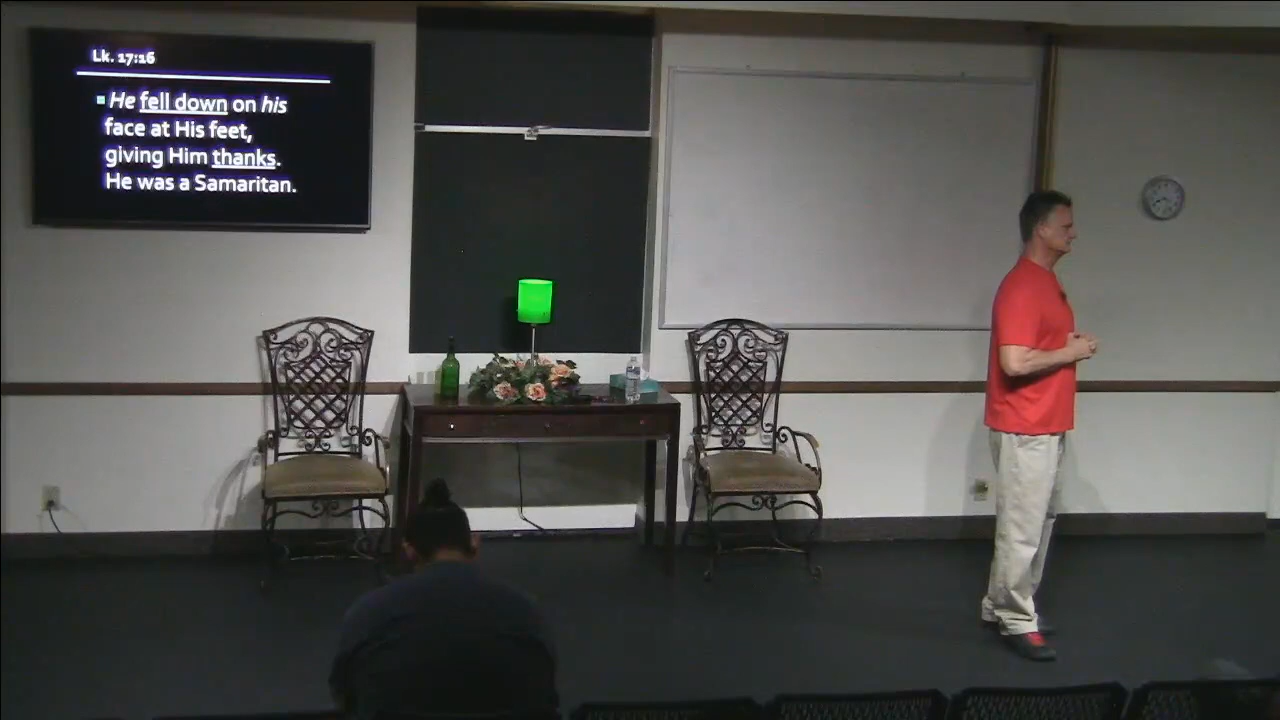 Lk. 17:16
He fell down on his
face at His feet,
giving Him thanks.
He was a Samaritan.